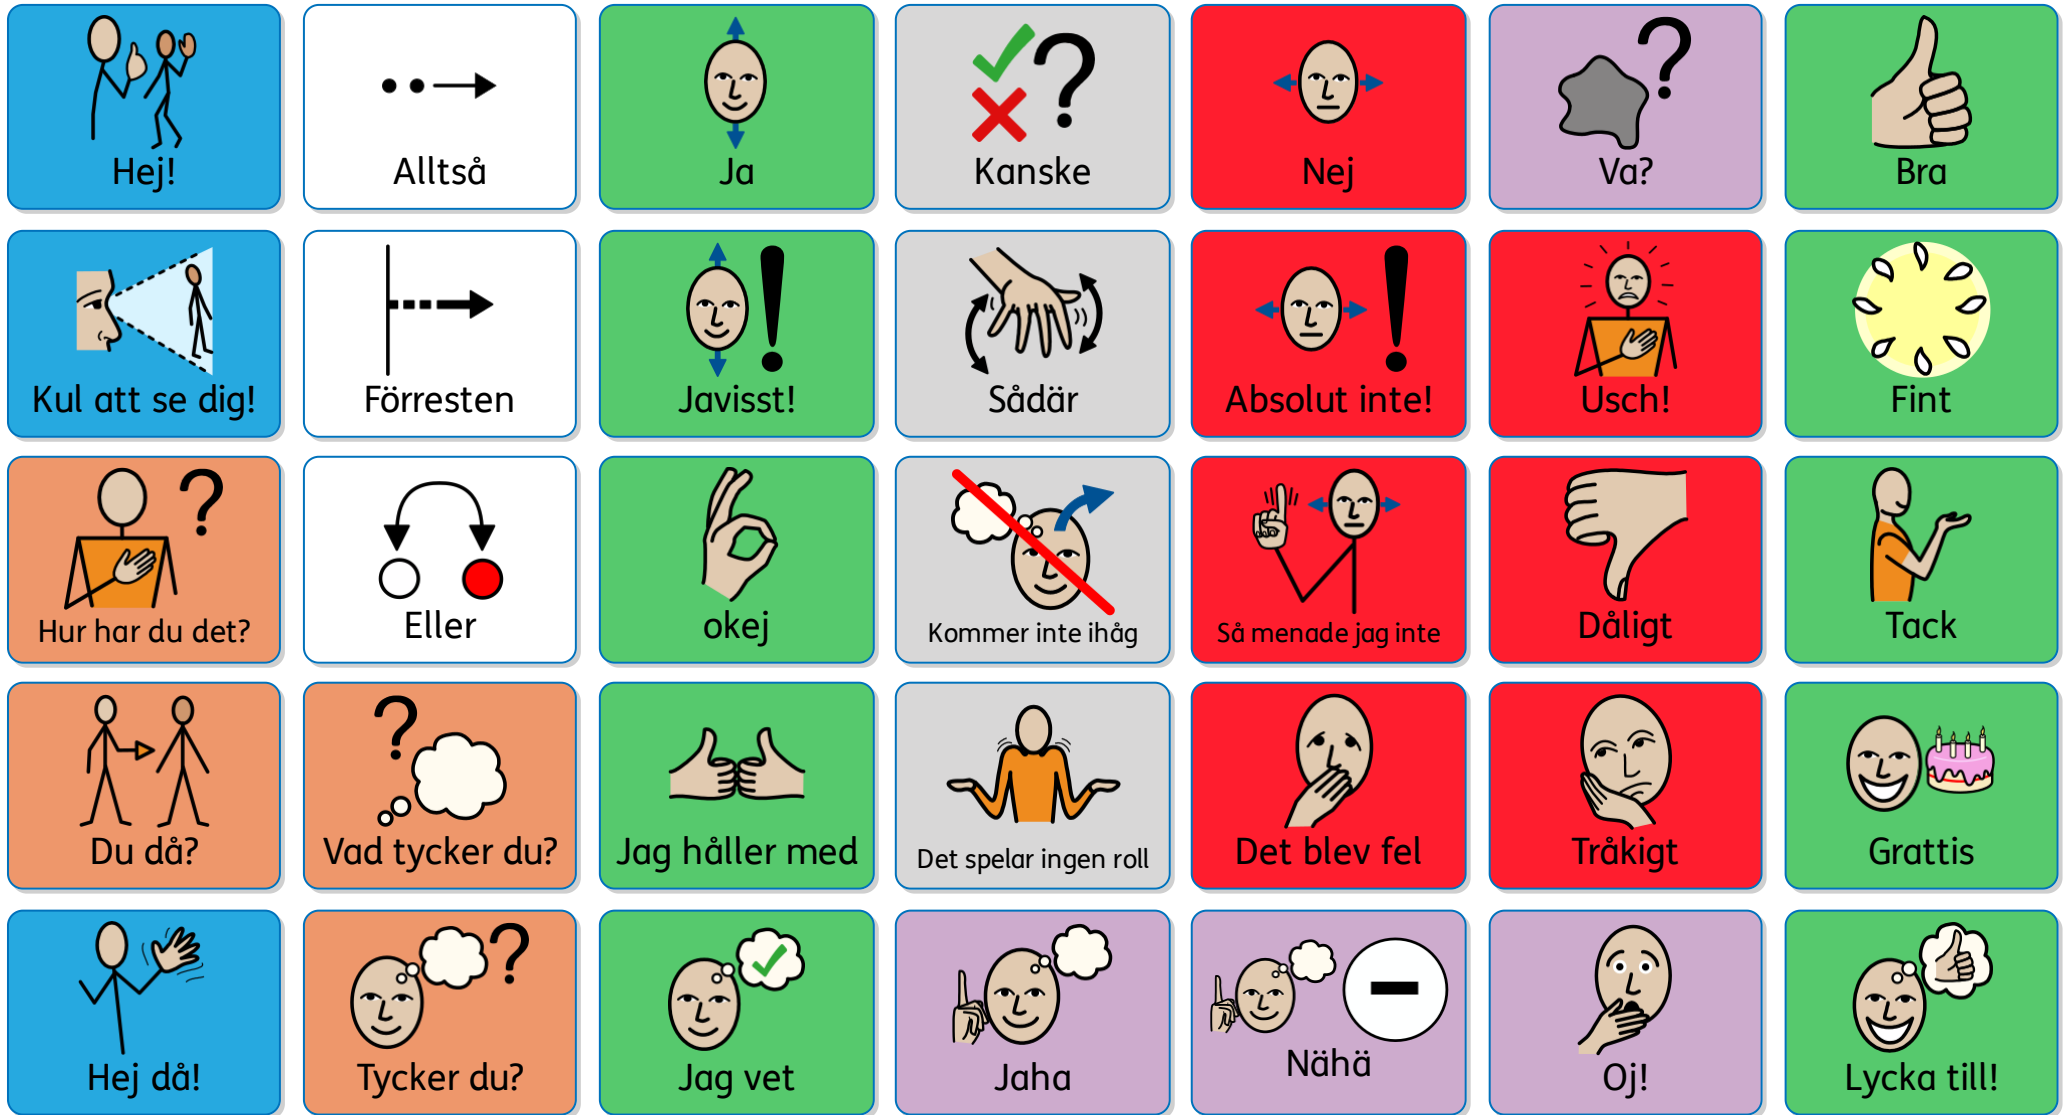 Hej!
Alltså
Ja
Kanske
Nej
Va?
Bra
Kul att se dig!
Förresten
Javisst!
Sådär
Absolut inte!
Usch!
Fint
Hur har du det?
Eller
okej
Kommer inte ihåg
Så menade jag inte
Dåligt
Tack
Du då?
Vad tycker du?
Jag håller med
Det spelar ingen roll
Det blev fel
Tråkigt
Grattis
Hej då!
Tycker du?
Jag vet
Jaha
Nähä
Oj!
Lycka till!